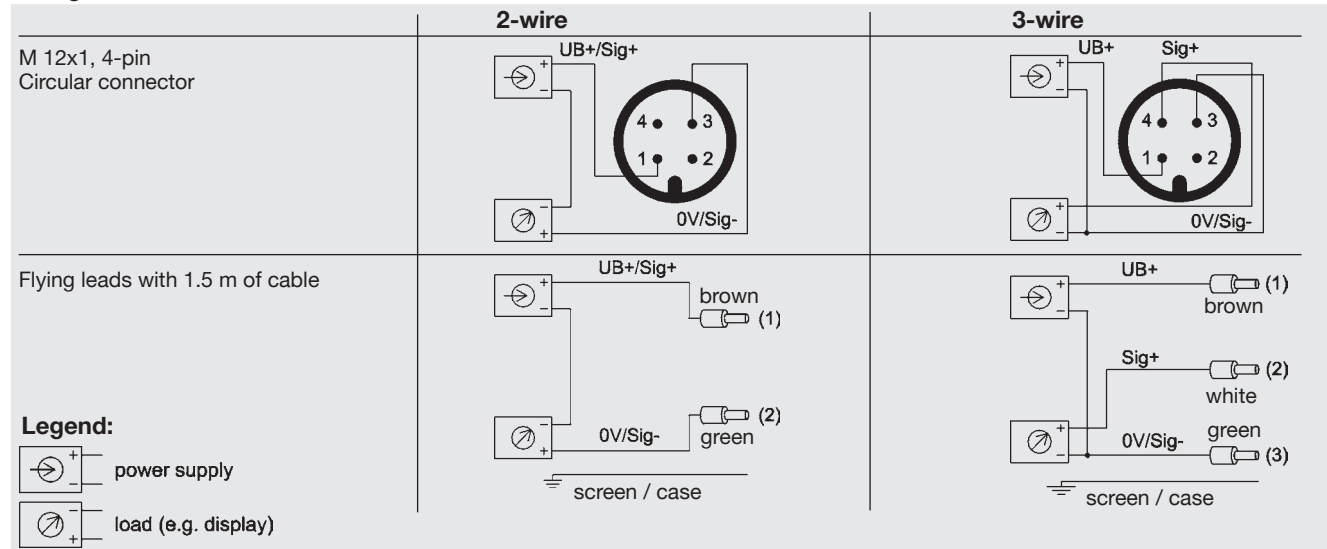 2-wire 3-wire
M 12x1, 4-pin
Circular connector
UB+/Sig+
+
-
4 3
1 2
-
+
0V/Sig-
UB+ Sig+
+
-
4 3
1 2
+
-
0V/Sig-
Flying leads with 1.5 m of cable
UB+/Sig+
+
-
brown
(1)
-
+
0V/Sig-
(2)
green
screen / case
UB+
+
-
(1)
brown
Sig+
(2)
white
+
-
0V/Sig-
green
(3)
screen / case
Legend:
+
-
power supply
-
+
load (e.g. display)